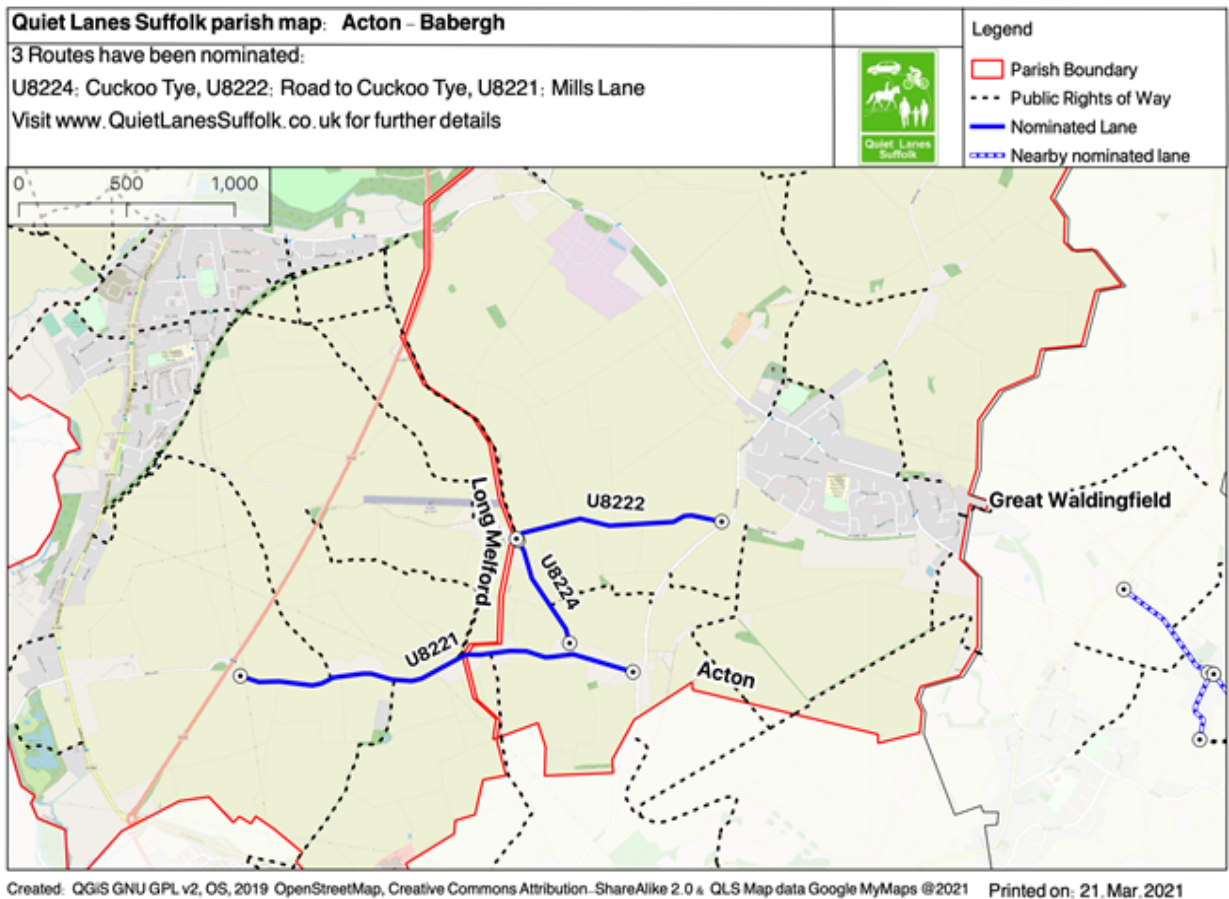 Quiet Lanes Suffolk parish map: Acton - Babergh
3 Routes have been nominated:
U8224: Cuckoo Tye, U8222: Road to Cuckoo Tye, U8221: Mills Lane
Visit www.QuietLanesSuffolk.co.uk for further details
Quiet Lanes
Suffolk
Legend
Parish Boundary
Public Rights of Way
Nominated Lane
Nearby nominated lane
0 500 1,000
Long Melford
U8222
Great Waldingfield
U8224
U8221
Acton
Created: QGiS GNU GPL v2, OS, 2019 OpenStreetMap, Creative Commons Attribution-ShareAlike 2.0 & QLS Map data Google MyMaps @2021 Printed on: 21.Mar.2021